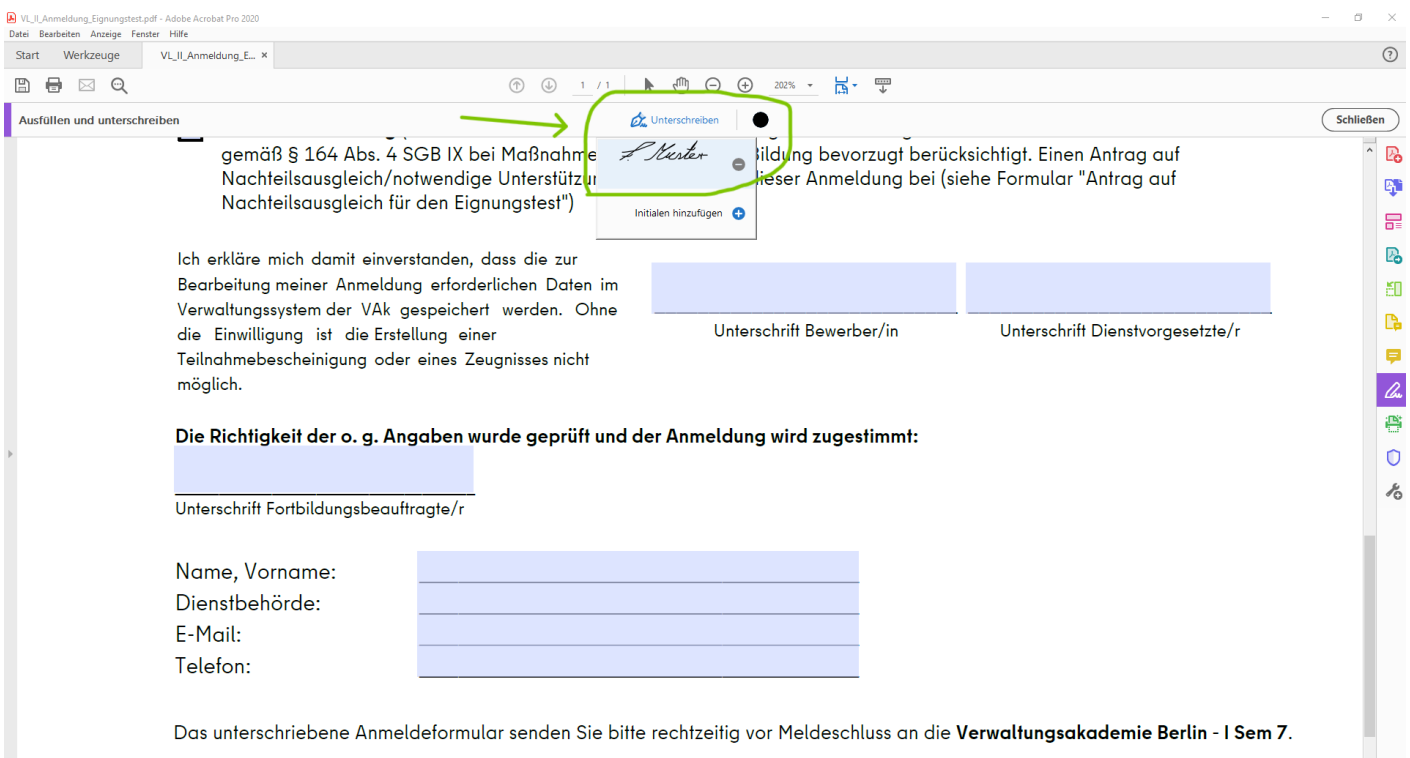 VL_II_Anmeldung_Eignungstest.pdf - Adobe Acrobat Pro 2020
Datei Bearbeiten Anzeige Fenster Hilfe
Start Werkzeuge VL_II_Anmeldung_E... ×
1 / 1 202%
Ausfüllen und unterschreiben Unterschreiben Schließen
gemäß § 164 Abs. 4 SGB IX bei Maßnahme ildung bevorzugt berücksichtigt. Einen Antrag auf
Nachteilsausgleich/notwendige Unterstützu dieser Anmeldung bei (siehe Formular "Antrag auf
Nachteilsausgleich für den Eignungstest")
Muster
Initialen hinzufügen
Ich erkläre mich damit einverstanden, dass die zur
Bearbeitung meiner Anmeldung erforderlichen Daten im
Verwaltungssystem der VAk gespeichert werden. Ohne
die Einwilligung ist die Erstellung einer
Teilnahmebescheinigung oder eines Zeugnisses nicht
möglich.
Unterschrift Bewerber/in Unterschrift Dienstvorgesetzte/r
Die Richtigkeit der o. g. Angaben wurde geprüft und der Anmeldung wird zugestimmt:
Unterschrift Fortbildungsbeauftragte/r
Name, Vorname:
Dienstbehörde:
E-Mail:
Telefon:
Das unterschriebene Anmeldeformular senden Sie bitte rechtzeitig vor Meldeschluss an die Verwaltungsakademie Berlin - I Sem 7.